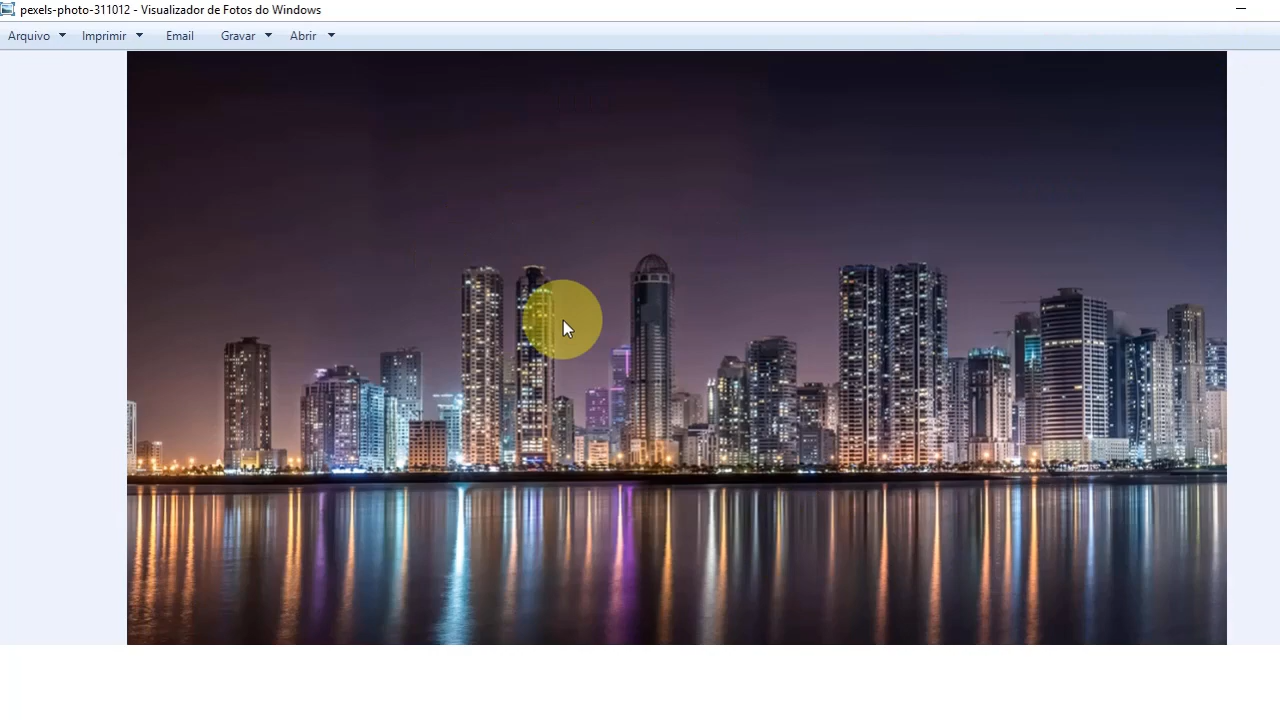 pexels-photo-311012 - Visualizador de Fotos do Windows
Arquivo Imprimir Email Gravar Abrir